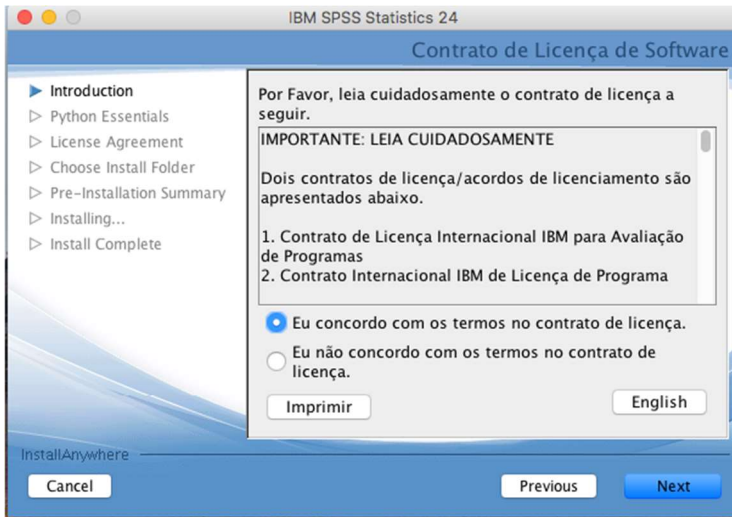 IBM SPSS Statistics 24
Contrato de Licença de Software
Introduction
Python Essentials
License Agreement
Choose Install Folder
Pre-Installation Summary
Installing...
Install Complete
Por Favor, leia cuidadosamente o contrato de licença a
seguir.
IMPORTANTE: LEIA CUIDADOSAMENTE
Dois contratos de licença/acordos de licenciamento são
apresentados abaixo.
1. Contrato de Licença Internacional IBM para Avaliação
de Programas
2. Contrato Internacional IBM de Licença de Programa
Eu concordo com os termos no contrato de licença.
Eu não concordo com os termos no contrato de
licença.
Imprimir
English
InstallAnywhere
Cancel
Previous
Next